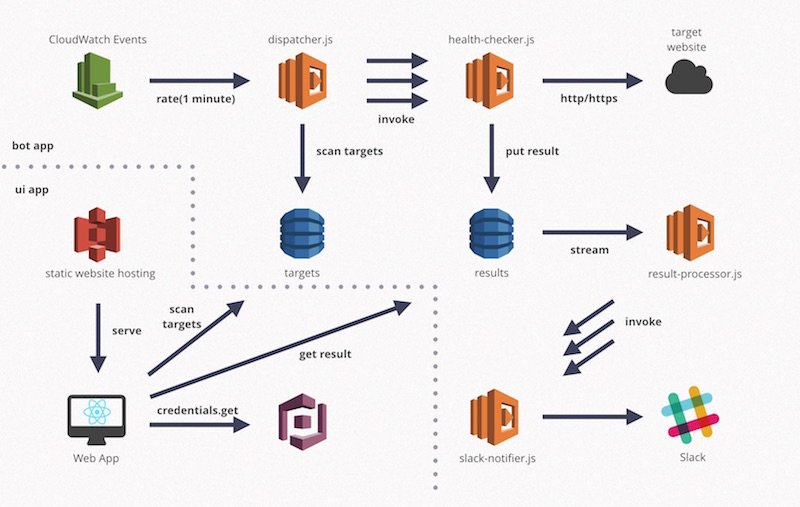 CloudWatch Events
dispatcher.js
health-checker.js
target
website
rate(1 minute)
invoke
http/https
scan targets
put result
bot app
ui app
static website hosting
targets
results
stream
result-processor.js
serve
scan
targets
get result
invoke
credentials.get
Web App
slack-notifier.js
Slack